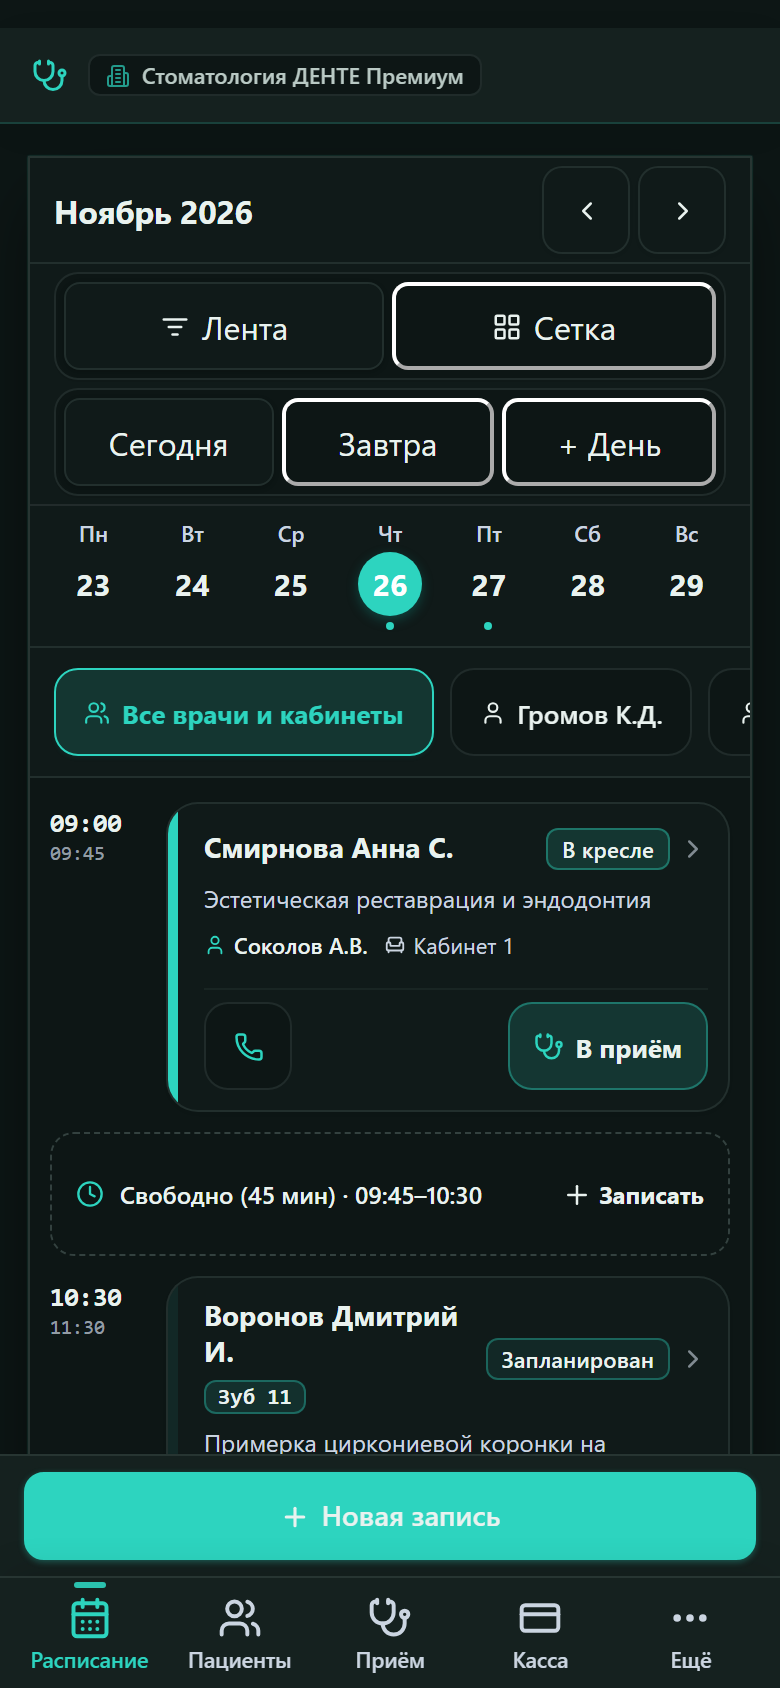 Стоматология ДЕНТЕ Премиум
Ноябрь 2026
Лента
Сетка
Сегодня
Завтра
+ День
Пн Вт Ср Чт Пт Сб Вс
23 24 25 26 27 28 29
Все врачи и кабинеты
Громов К.Д.
09:00
09:45
Смирнова Анна С.
В кресле
Эстетическая реставрация и эндодонтия
Соколов А.В. Кабинет 1
В приём
Свободно (45 мин) · 09:45–10:30
+ Записать
10:30
11:30
Воронов Дмитрий
И.
Запланирован
Зуб 11
Примерка циркониевой коронки на
+ Новая запись
Расписание Пациенты Приём Касса Ещё